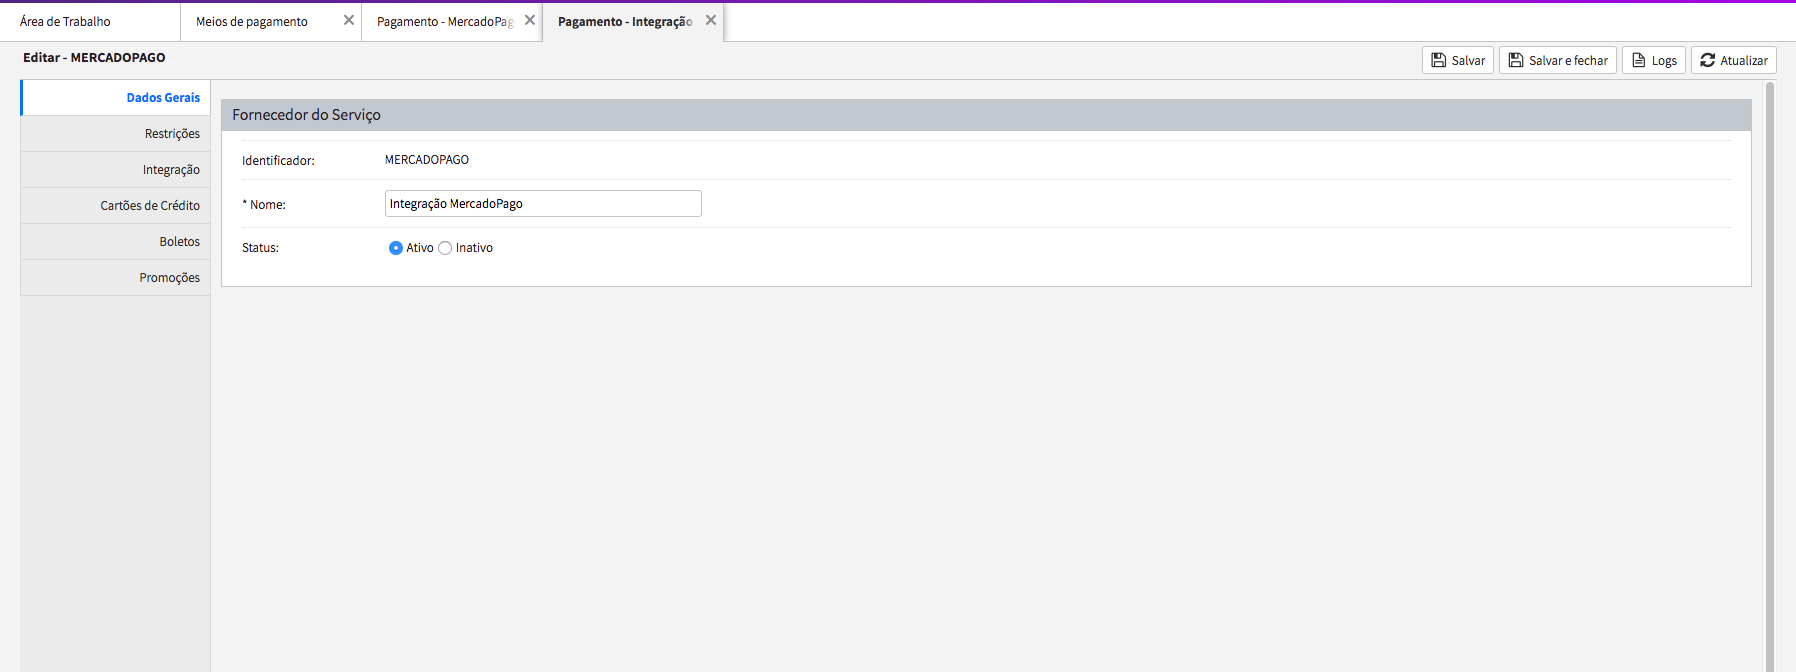 Área de Trabalho
Meios de pagamento
Pagamento - MercadoPag
Pagamento - Integração
Editar - MERCADOPAGO
Salvar
Salvar e fechar
Logs
Atualizar
Dados Gerais
Restrições
Integração
Cartões de Crédito
Boletos
Promoções
Fornecedor do Serviço
Identificador: MERCADOPAGO
* Nome: Integração MercadoPago
Status: Ativo Inativo